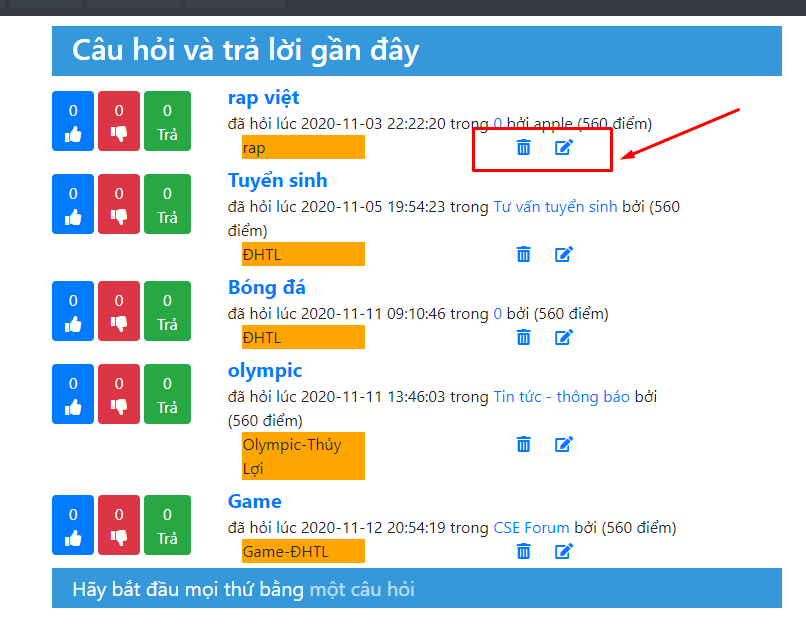 Câu hỏi và trả lời gần đây
0 0 0
Trả
rap việt
đã hỏi lúc 2020-11-03 22:22:20 trong 0 bởi apple (560 điểm)
rap
0 0 0
Trả
Tuyển sinh
đã hỏi lúc 2020-11-05 19:54:23 trong Tư vấn tuyển sinh bởi (560
điểm)
ĐHTL
0 0 0
Trả
Bóng đá
đã hỏi lúc 2020-11-11 09:10:46 trong 0 bởi (560 điểm)
ĐHTL
0 0 0
Trả
olympic
đã hỏi lúc 2020-11-11 13:46:03 trong Tin tức - thông báo bởi
(560 điểm)
Olympic-Thủy
Lợi
0 0 0
Trả
Game
đã hỏi lúc 2020-11-12 20:54:19 trong CSE Forum bởi (560 điểm)
Game-ĐHTL
Hãy bắt đầu mọi thứ bằng một câu hỏi